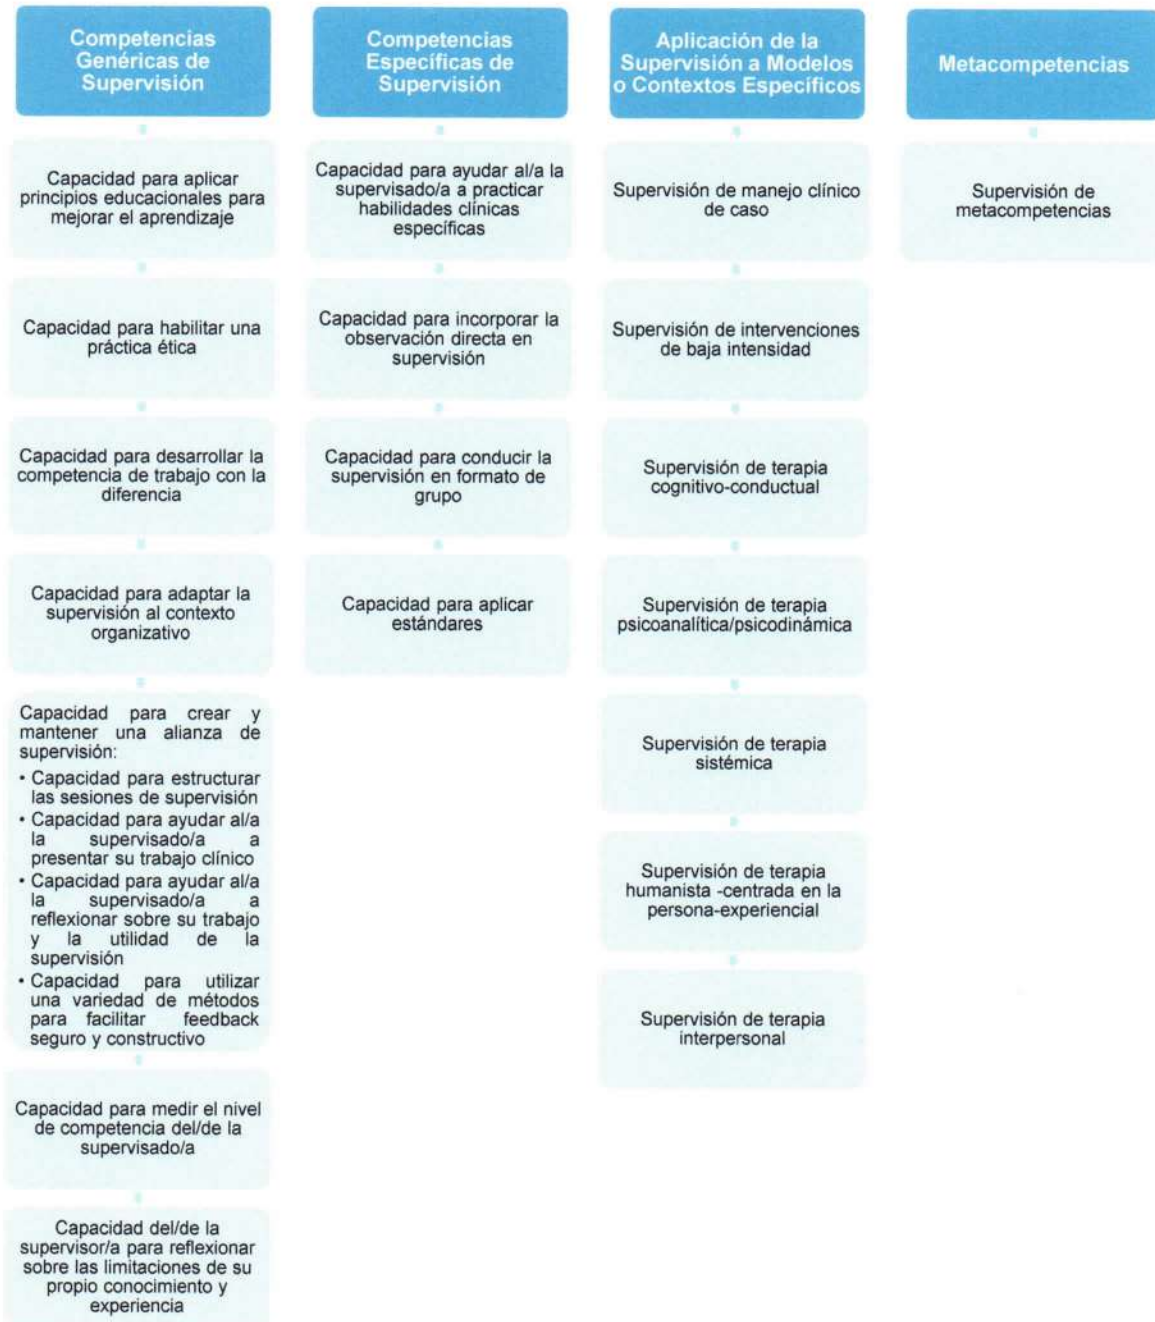 Competencias
Genéricas de
Supervisión
Capacidad para aplicar
principios educacionales para
mejorar el aprendizaje
Capacidad para habilitar una
práctica ética
Capacidad para desarrollar la
competencia de trabajo con la
diferencia
Capacidad para adaptar la
supervisión al contexto
organizativo
Capacidad para crear y
mantener una alianza de
supervisión:
• Capacidad para estructurar
las sesiones de supervisión
• Capacidad para ayudar al/a
la supervisado/a a
presentar su trabajo clínico
• Capacidad para ayudar al/a
la supervisado/a a
reflexionar sobre su trabajo
y la utilidad de la
supervisión
• Capacidad para utilizar
una variedad de métodos
para facilitar feedback
seguro y constructivo
Capacidad para medir el nivel
de competencia del/de la
supervisado/a
Capacidad del/de la
supervisor/a para reflexionar
sobre las limitaciones de su
propio conocimiento y
experiencia
Competencias
Específicas de
Supervisión
Capacidad para ayudar al/a la
supervisado/a a practicar
habilidades clínicas
específicas
Capacidad para incorporar la
observación directa en
supervisión
Capacidad para conducir la
supervisión en formato de
grupo
Capacidad para aplicar
estándares
Aplicación de la
Supervisión a Modelos
o Contextos Específicos
Supervisión de manejo clínico
de caso
Supervisión de intervenciones
de baja intensidad
Supervisión de terapia
cognitivo-conductual
Supervisión de terapia
psicoanalítica/psicodinámica
Supervisión de terapia
sistémica
Supervisión de terapia
humanista -centrada en la
persona-experiencial
Supervisión de terapia
interpersonal
Metacompetencias
Supervisión de
metacompetencias